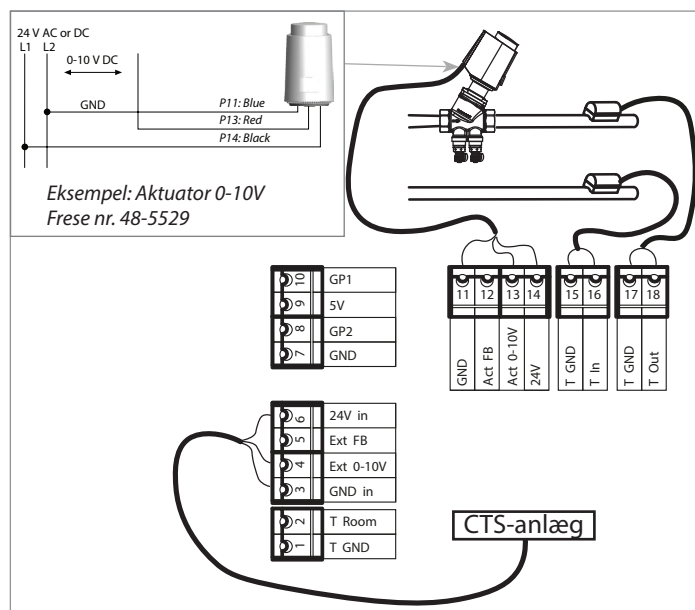 24 V AC or DC
L1 L2
0-10 V DC
GND
P11: Blue
P13: Red
P14: Black
Eksempel: Aktuator 0-10V
Frese nr. 48-5529
11 12 13 14
GND
Act FB
Act 0-10V
24V
15 16
T GND
T In
17 18
T GND
T Out
10 GP1
9 5V
8 GP2
7 GND
6 24V in
5 Ext FB
4 Ext 0-10V
3 GND in
2 T Room
1 T GND
CTS-anlæg